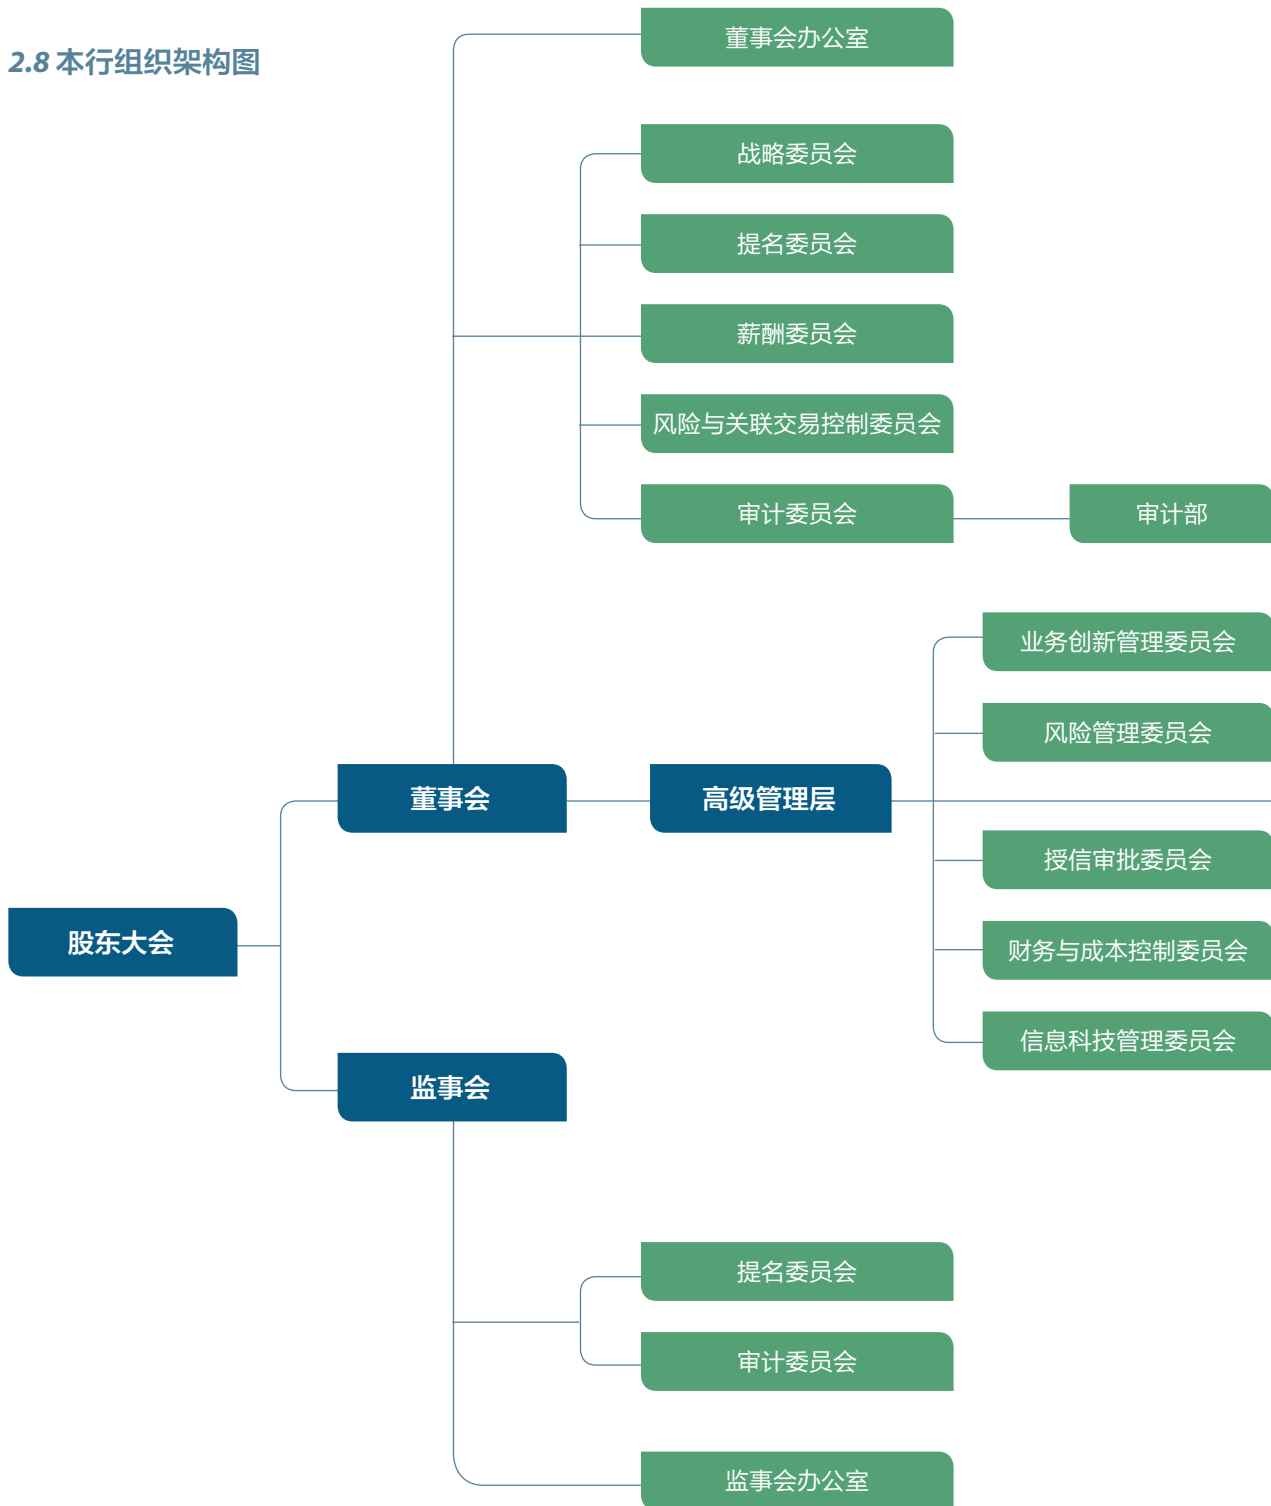 2.8 本行组织架构图
董事会办公室
战略委员会
提名委员会
薪酬委员会
风险与关联交易控制委员会
审计委员会
审计部
业务创新管理委员会
风险管理委员会
董事会
高级管理层
授信审批委员会
股东大会
财务与成本控制委员会
信息科技管理委员会
监事会
提名委员会
审计委员会
监事会办公室